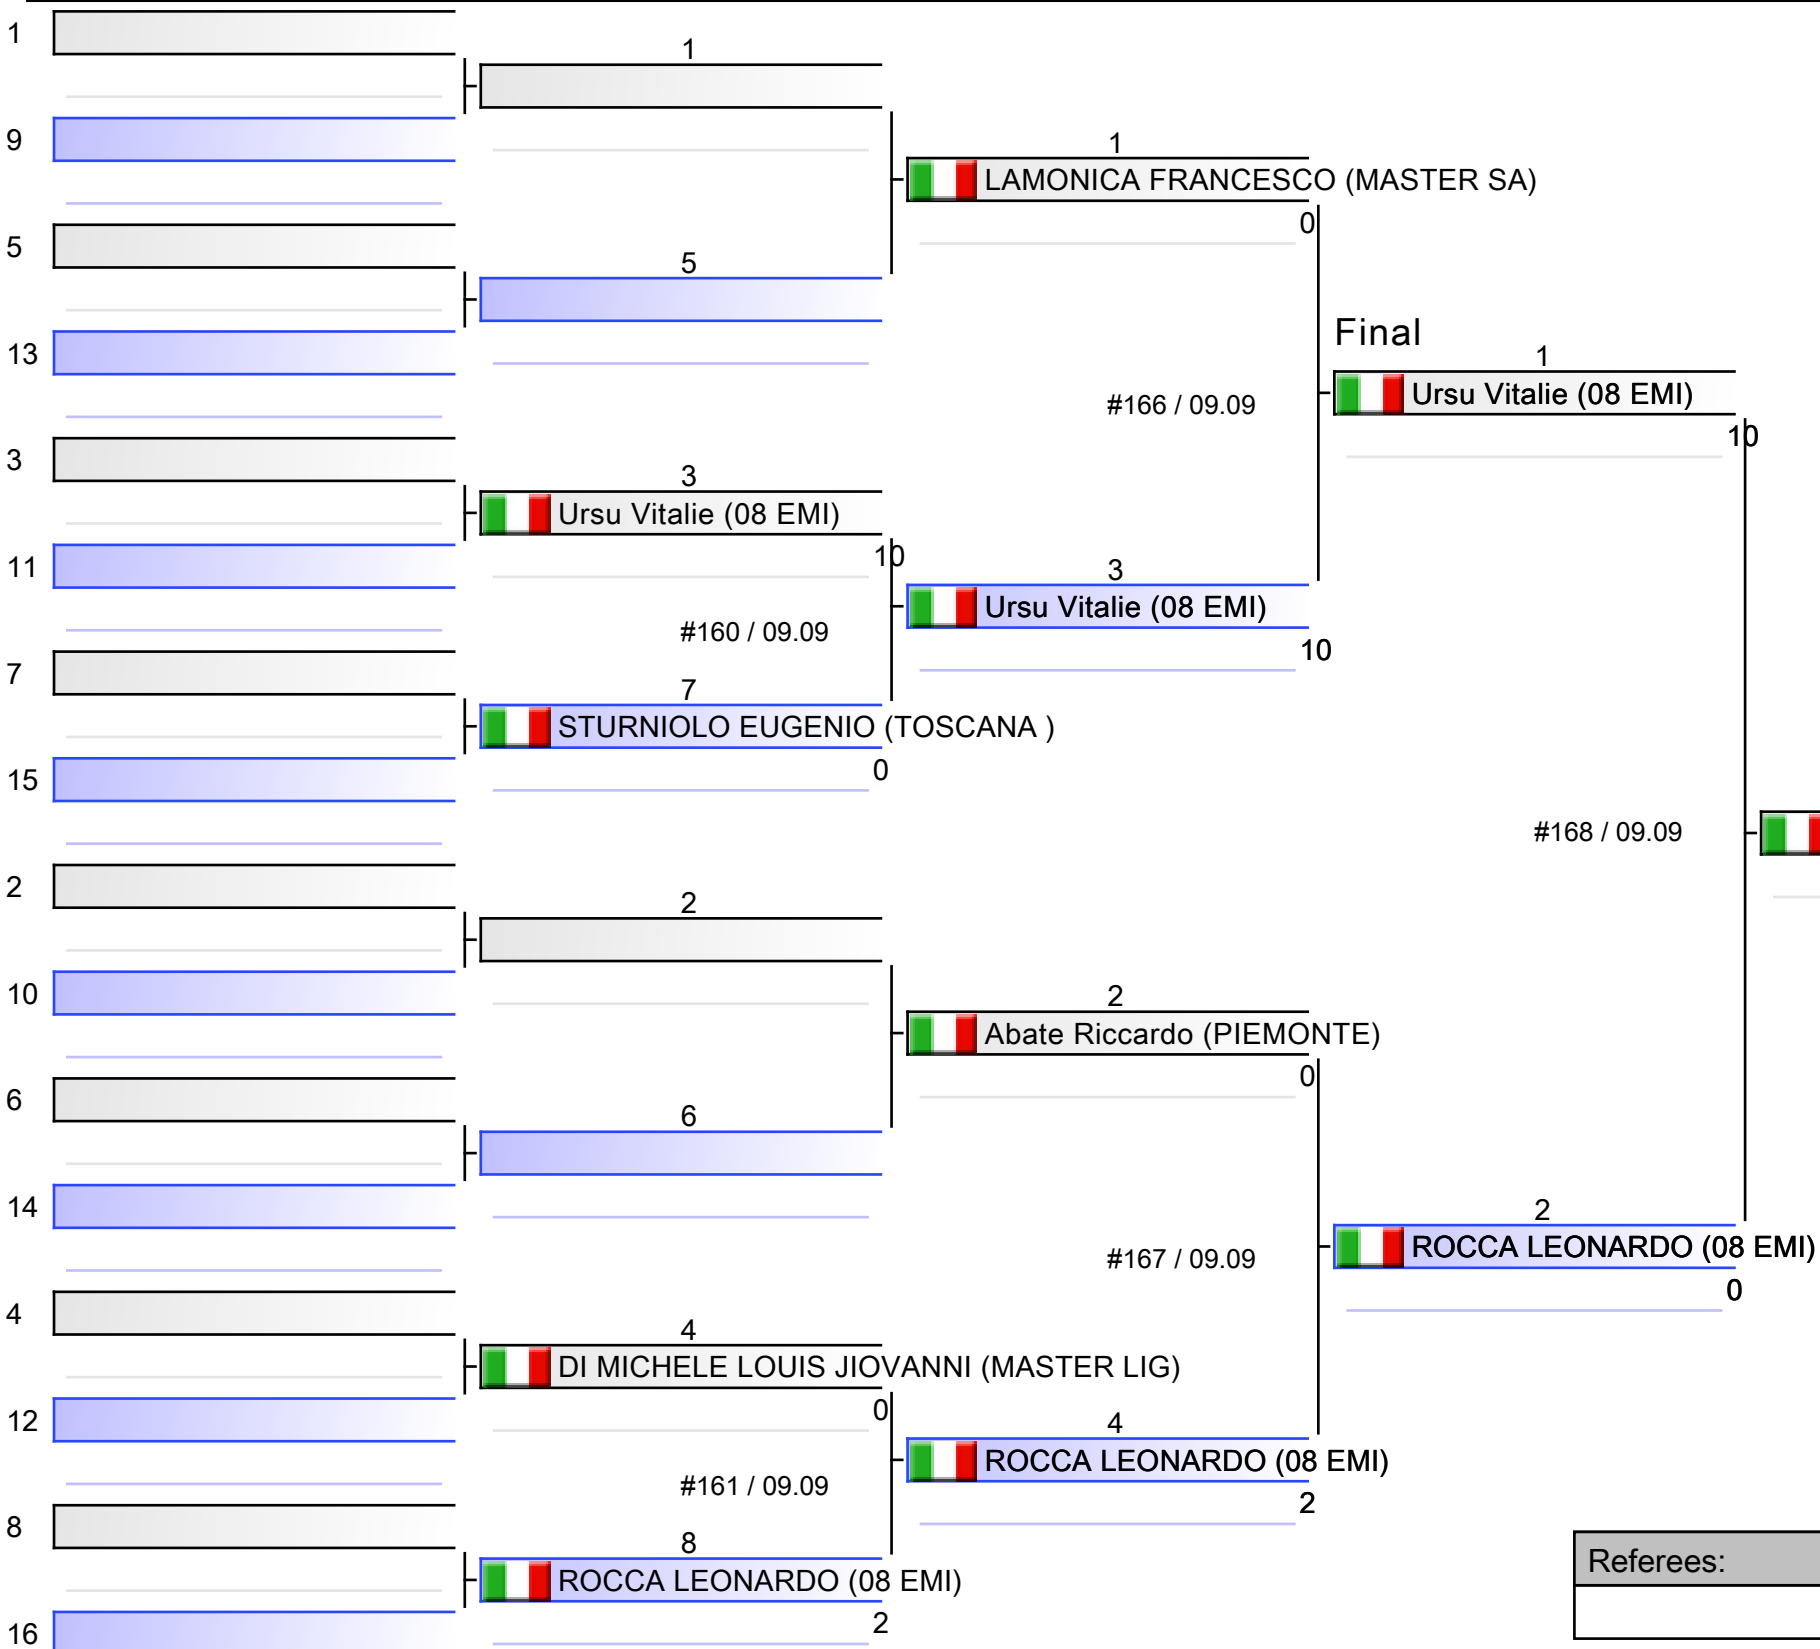 1
1
9
1
LAMONICA FRANCESCO (MASTER SA)
0
5
5
13
Final
1
Ursu Vitalie (08 EMI)
10
#166 / 09.09
3
3
Ursu Vitalie (08 EMI)
10
11
3
Ursu Vitalie (08 EMI)
10
#160 / 09.09
7
7
STURNIOLO EUGENIO (TOSCANA )
0
15
#168 / 09.09
2
2
10
2
Abate Riccardo (PIEMONTE)
0
6
6
14
2
ROCCA LEONARDO (08 EMI)
0
#167 / 09.09
4
4
DI MICHELE LOUIS JIOVANNI (MASTER LIG)
0
12
4
ROCCA LEONARDO (08 EMI)
2
#161 / 09.09
8
8
ROCCA LEONARDO (08 EMI)
2
16
Referees: